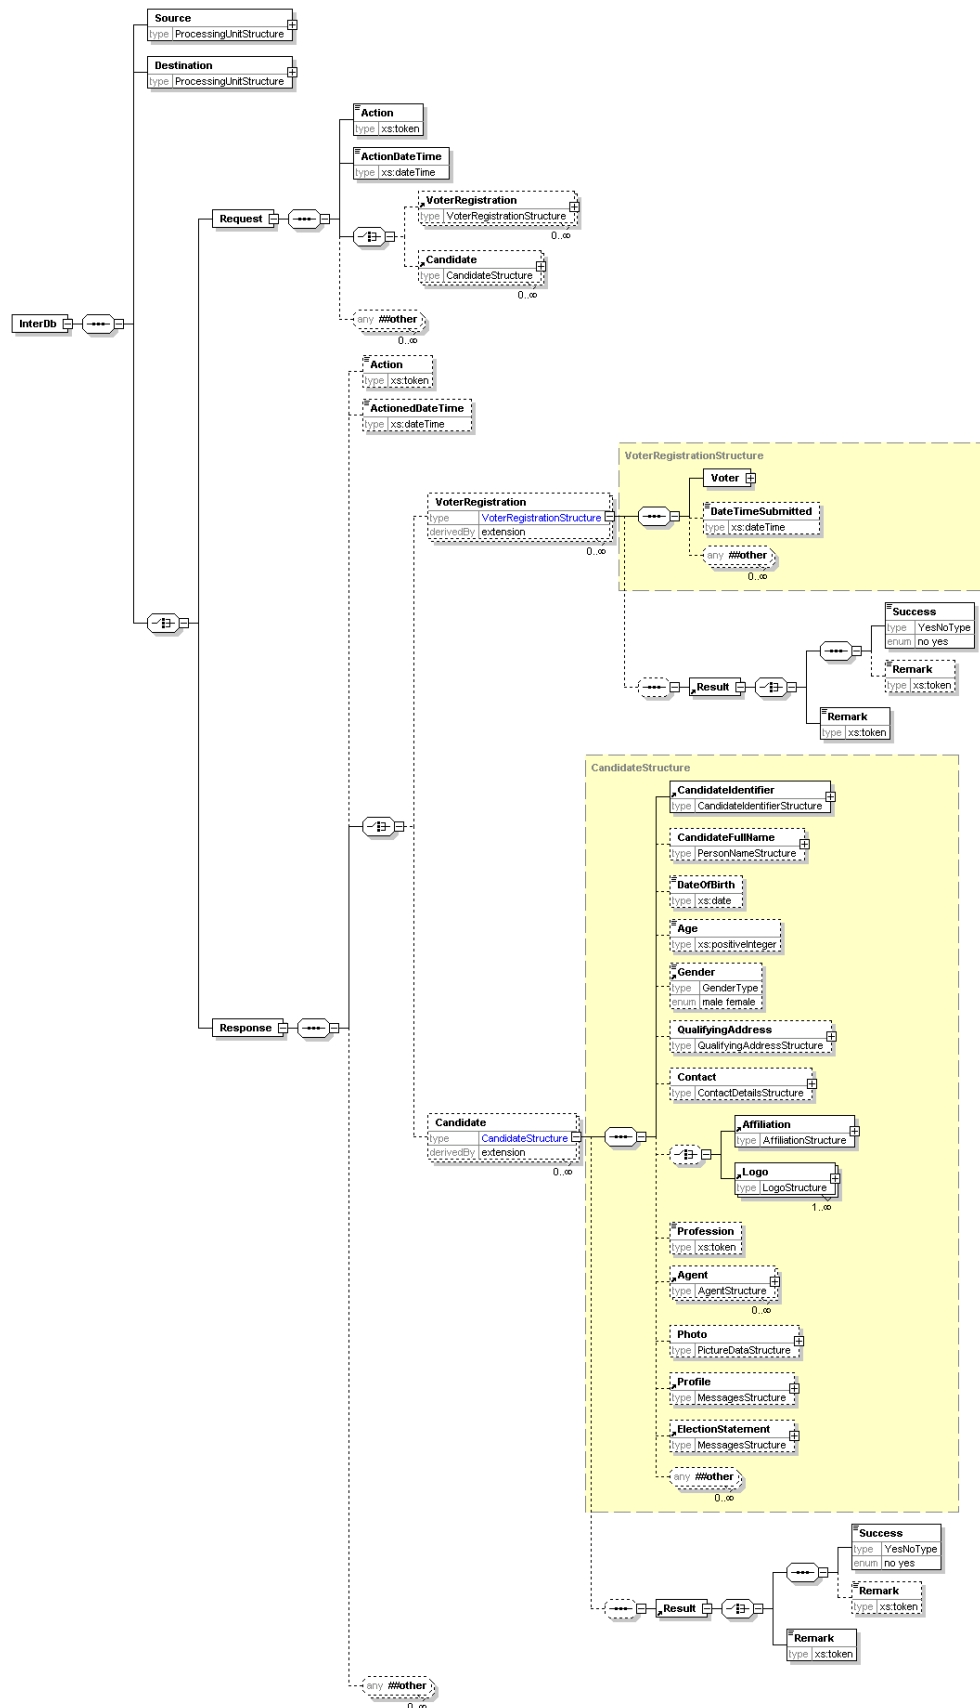 Source
type ProcessingUnitStructure
Destination
type ProcessingUnitStructure
Action
type xs:token
ActionDateTime
type xs:dateTime
Request
VoterRegistration
type VoterRegistrationStructure
0..∞
Candidate
type CandidateStructure
0..∞
any ##other
0..∞
InterDb
Action
type xs:token
ActionedDateTime
type xs:dateTime
VoterRegistrationStructure
Voter
DateTimeSubmitted
type xs:dateTime
any ##other
0..∞
VoterRegistration
type VoterRegistrationStructure
derivedBy extension
0..∞
Success
type YesNoType
enum no yes
Remark
type xs:token
Result
Remark
type xs:token
CandidateStructure
CandidateIdentifier
type CandidateIdentifierStructure
CandidateFullName
type PersonNameStructure
DateOfBirth
type xs:date
Age
type xs:positiveInteger
Gender
type GenderType
enum male female
Response
QualifyingAddress
type QualifyingAddressStructure
Contact
type ContactDetailsStructure
Candidate
type CandidateStructure
derivedBy extension
0..∞
Affiliation
type AffiliationStructure
Logo
type LogoStructure
1..∞
Profession
type xs:token
Agent
type AgentStructure
0..∞
Photo
type PictureDataStructure
Profile
type MessagesStructure
ElectionStatement
type MessagesStructure
any ##other
0..∞
Success
type YesNoType
enum no yes
Remark
type xs:token
Result
Remark
type xs:token
any ##other
0..∞